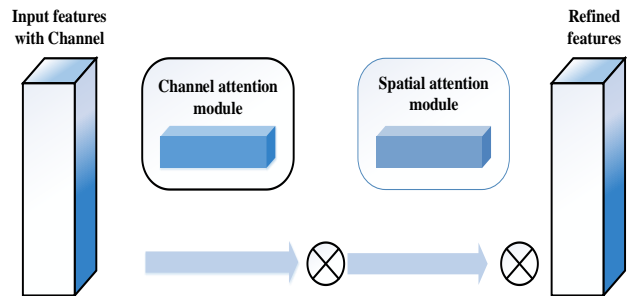 Input features
with Channel
Channel attention
module
Spatial attention
module
Refined
features